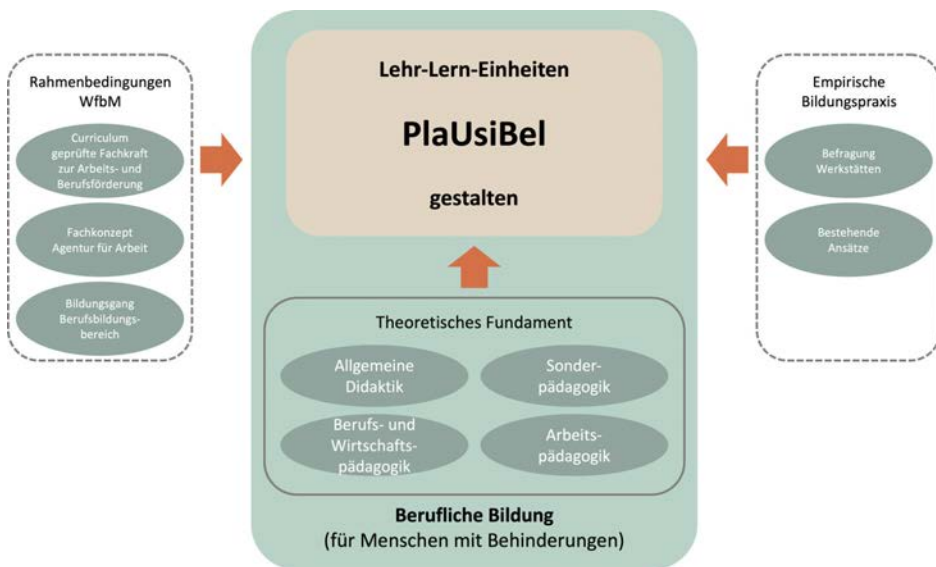 Rahmenbedingungen
WfbM
Curriculum
geprüfte Fachkraft
zur Arbeits- und
Berufsförderung
Fachkonzept
Agentur für Arbeit
Bildungsgang
Berufsbildungs-
bereich
Lehr-Lern-Einheiten
PlaUsiBel
gestalten
Theoretisches Fundament
Allgemeine
Didaktik
Sonder-
pädagogik
Berufs- und
Wirtschafts-
pädagogik
Arbeits-
pädagogik
Berufliche Bildung
(für Menschen mit Behinderungen)
Empirische
Bildungspraxis
Befragung
Werkstätten
Bestehende
Ansätze